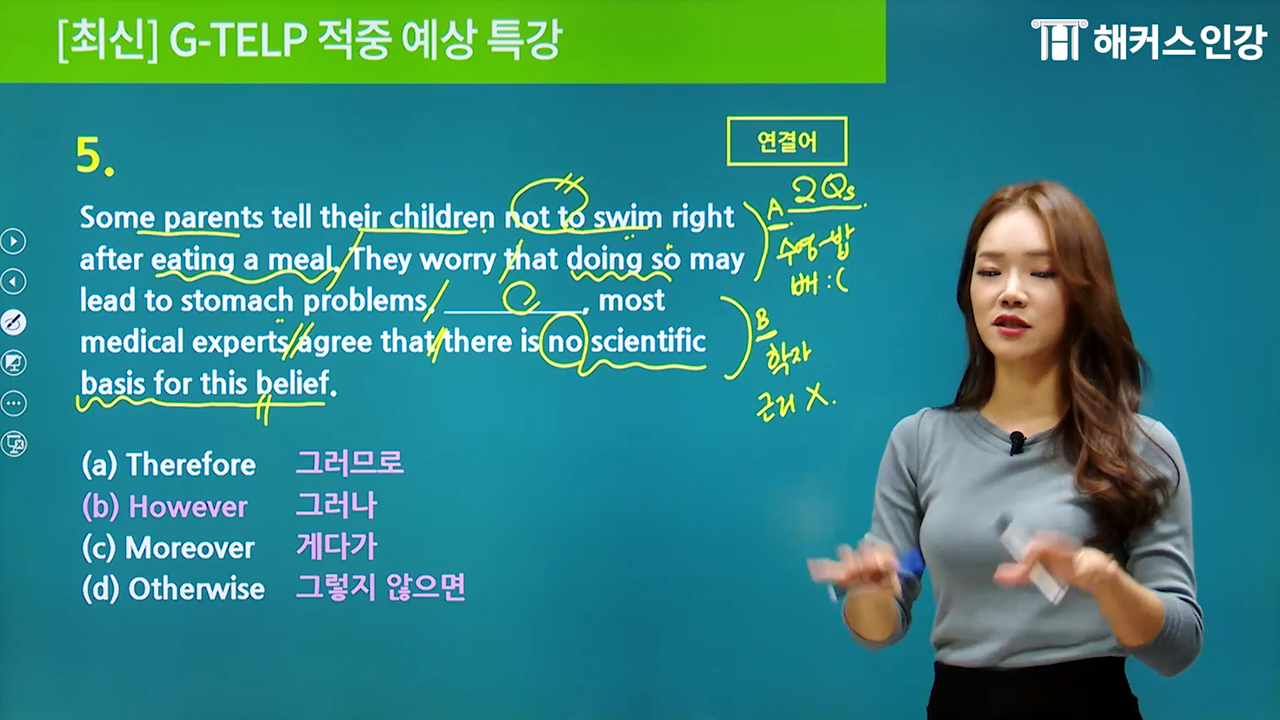 [최신] G-TELP 적중 예상 특강
해커스인강
5.
연결어
Some parents tell their children not to swim right
after eating a meal. They worry that doing so may
lead to stomach problems. __________, most
medical experts agree that there is no scientific
basis for this belief.
2Qs
A
수영-밥
배 :(
B
학자
근거 X.
(a) Therefore 그러므로
(b) However 그러나
(c) Moreover 게다가
(d) Otherwise 그렇지 않으면